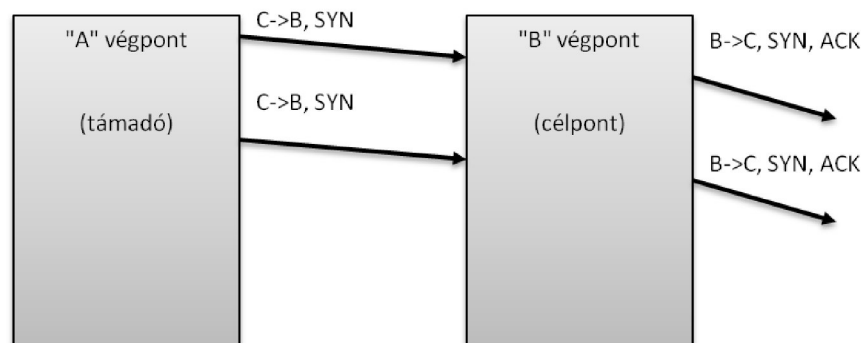 C->B, SYN
"A" végpont
"B" végpont
B->C, SYN, ACK
C->B, SYN
(támadó)
(célpont)
B->C, SYN, ACK